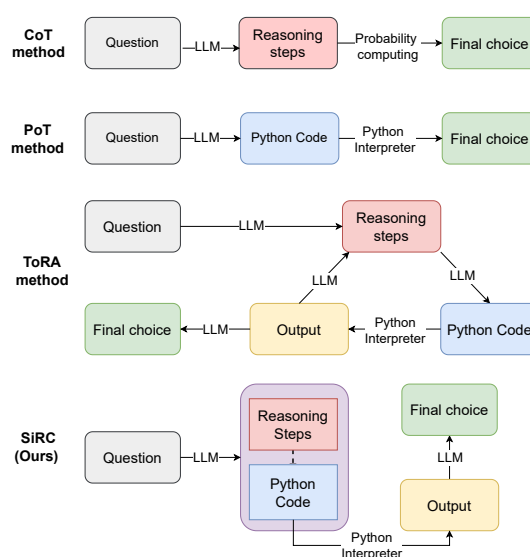 CoT
method
Question
LLM
Reasoning
steps
Probability
computing
Final choice
PoT
method
Question
LLM
Python Code
Python
Interpreter
Final choice
ToRA
method
Question
LLM
Reasoning
steps
LLM
LLM
Final choice
LLM
Output
Python
Interpreter
Python Code
SiRC
(Ours)
Question
LLM
Reasoning
Steps
Python
Code
Python
Interpreter
Output
LLM
Final choice